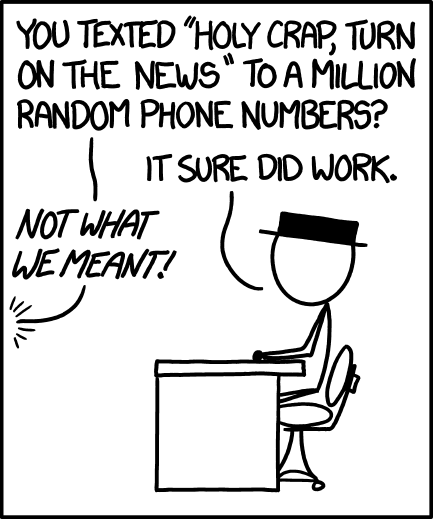 YOU TEXTED "HOLY CRAP, TURN
ON THE NEWS" TO A MILLION
RANDOM PHONE NUMBERS?
IT SURE DID WORK.
NOT WHAT
WE MEANT!